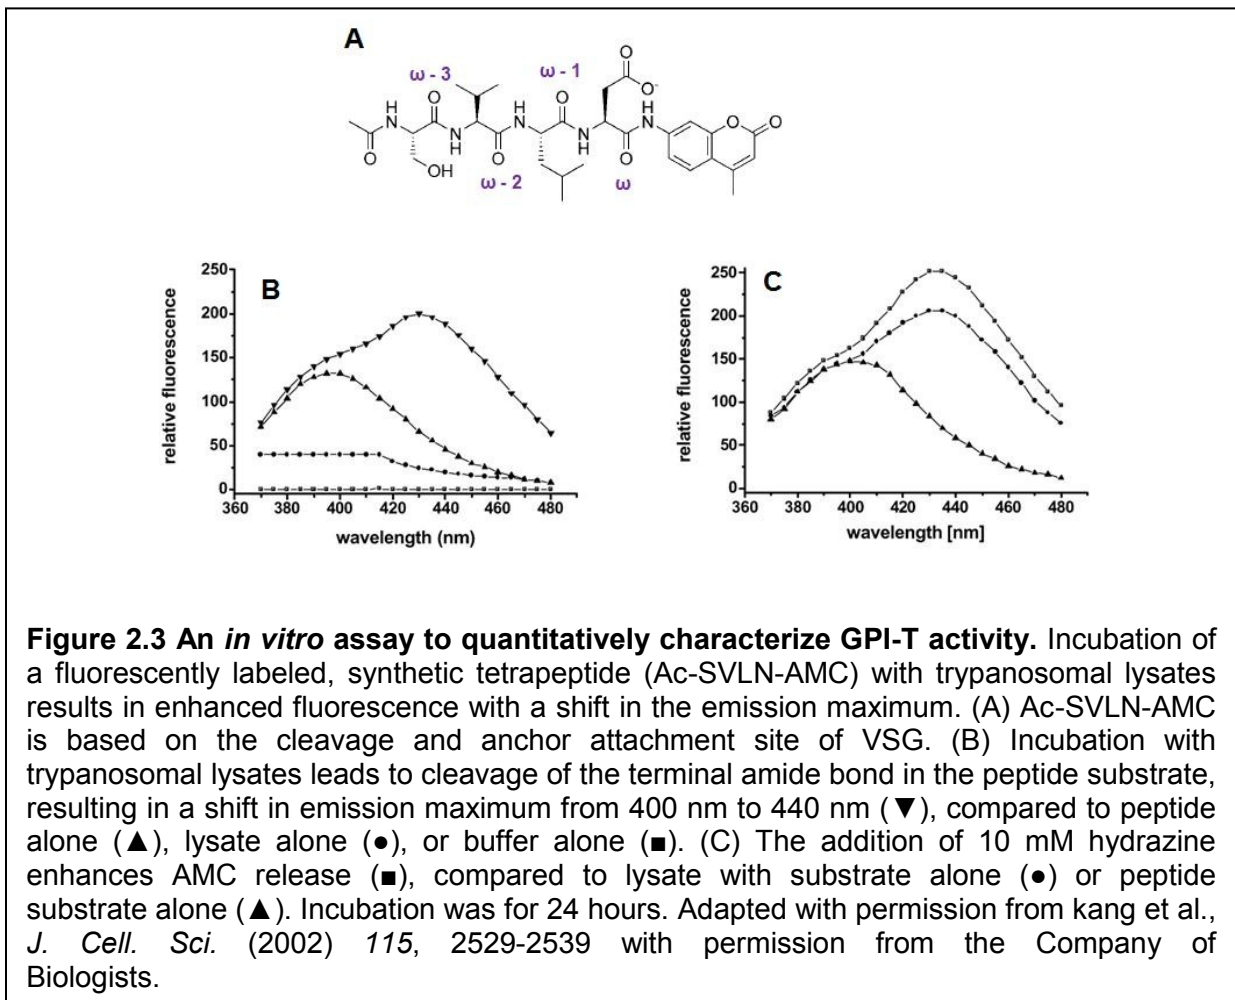 A
ω - 3
ω - 1
O
O
O-
H
N
O
H
N
O
H
N
O
O
N
H
O
N
H
O
OH
ω - 2
ω
B
250
200
150
100
50
0
relative fluorescence
360 380 400 420 440 460 480
wavelength (nm)
C
250
200
150
100
50
0
relative fluorescence
360 380 400 420 440 460 480
wavelength [nm]
Figure 2.3 An in vitro assay to quantitatively characterize GPI-T activity. Incubation of
a fluorescently labeled, synthetic tetrapeptide (Ac-SVLN-AMC) with trypanosomal lysates
results in enhanced fluorescence with a shift in the emission maximum. (A) Ac-SVLN-AMC
is based on the cleavage and anchor attachment site of VSG. (B) Incubation with
trypanosomal lysates leads to cleavage of the terminal amide bond in the peptide substrate,
resulting in a shift in emission maximum from 400 nm to 440 nm (▼), compared to peptide
alone (▲), lysate alone (●), or buffer alone (■). (C) The addition of 10 mM hydrazine
enhances AMC release (■), compared to lysate with substrate alone (●) or peptide
substrate alone (▲). Incubation was for 24 hours. Adapted with permission from kang et al.,
J. Cell. Sci. (2002) 115, 2529-2539 with permission from the Company of
Biologists.